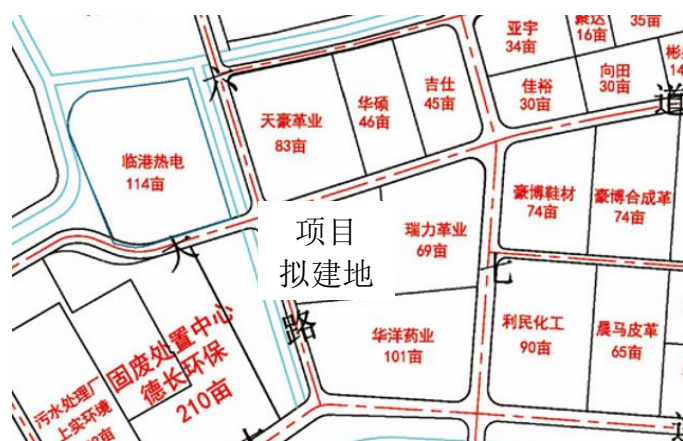 亚宇
34亩
聚达
16亩
35亩
彬
14
佳裕
30亩
向田
30亩
六
道
天豪革业
83亩
华硕
46亩
吉仕
45亩
临港热电
114亩
豪博鞋材
74亩
豪博合成革
74亩
项目
拟建地
瑞力革业
69亩
大
七
路
华洋药业
101亩
利民化工
90亩
晨马皮革
65亩
固废处置中心
德长环保
210亩
污水处理厂
上实环境